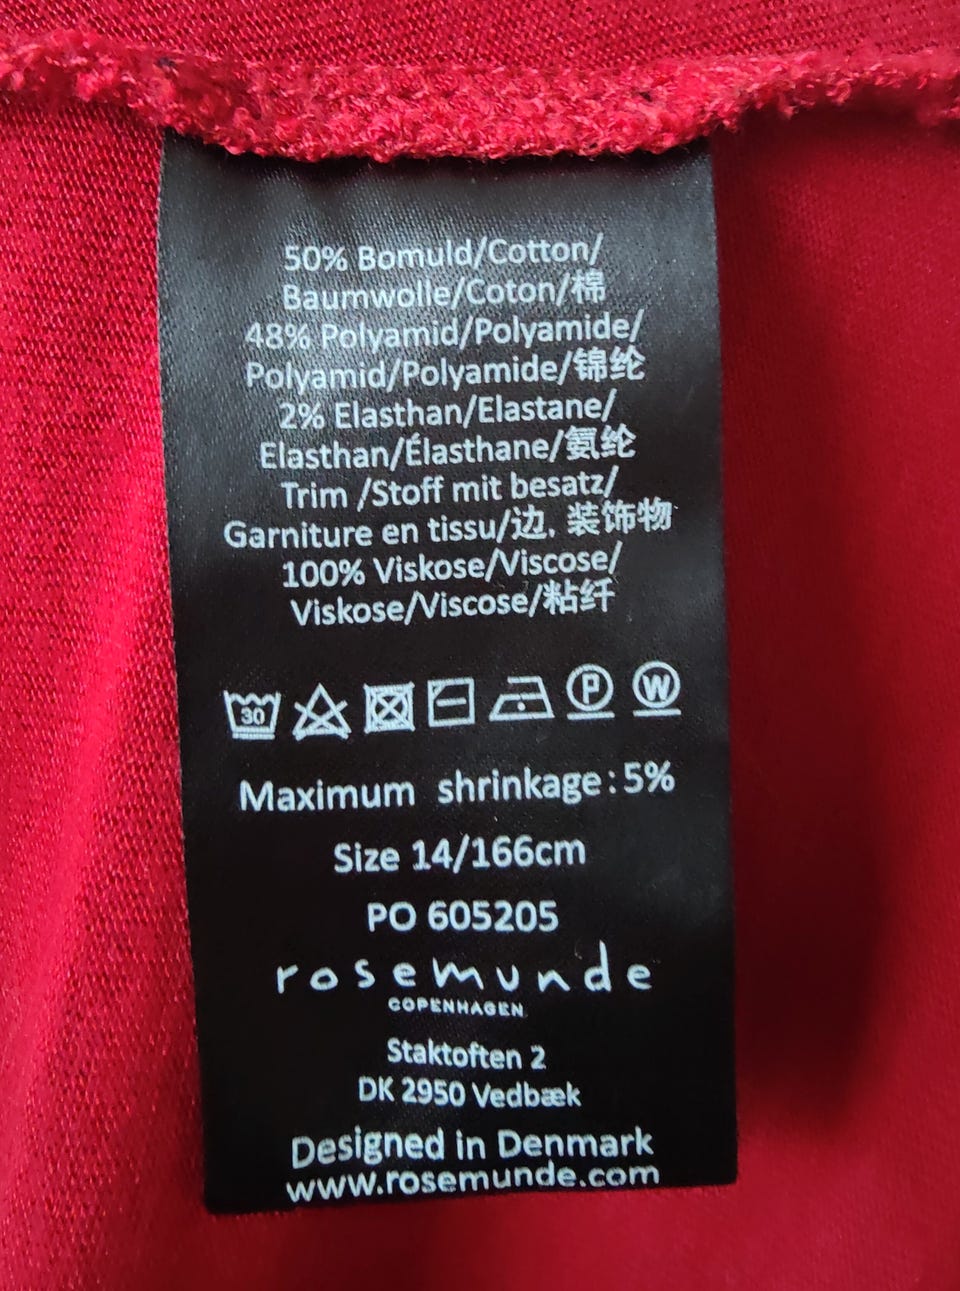 50% Bomuld/Cotton/
Baumwolle/Coton/棉
48% Polyamid/Polyamide/
Polyamid/Polyamide/锦纶
2% Elasthan/Elastane/
Elasthan/Élasthane/氨纶
Trim /Stoff mit besatz/
Garniture en tissu/边, 装饰物
100% Viskose/Viscose/
Viskose/Viscose/粘纤
30 P W
Maximum shrinkage:5%
Size 14/166cm
PO 605205
rosemunde
COPENHAGEN
Staktoften 2
DK 2950 Vedbæk
Designed in Denmark
www.rosemunde.com